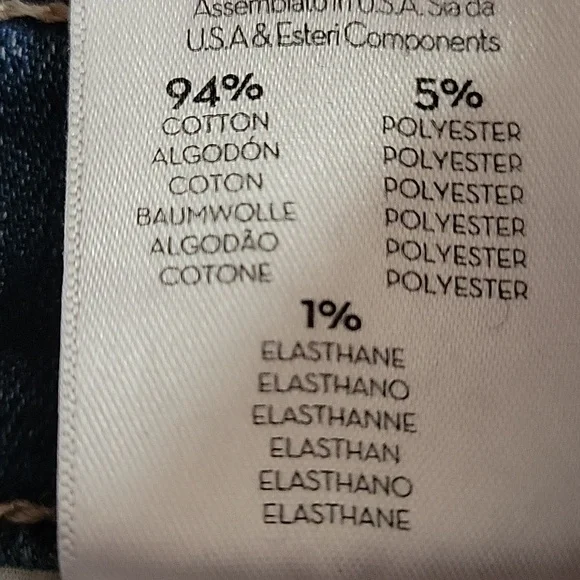 Assemblato in U.S.A. Sia da
U.S.A & Esteri Components
94%
COTTON
ALGODÓN
COTON
BAUMWOLLE
ALGODÃO
COTONE
5%
POLYESTER
POLYESTER
POLYESTER
POLYESTER
POLYESTER
POLYESTER
1%
ELASTHANE
ELASTHANO
ELASTHANNE
ELASTHAN
ELASTHANO
ELASTHANE